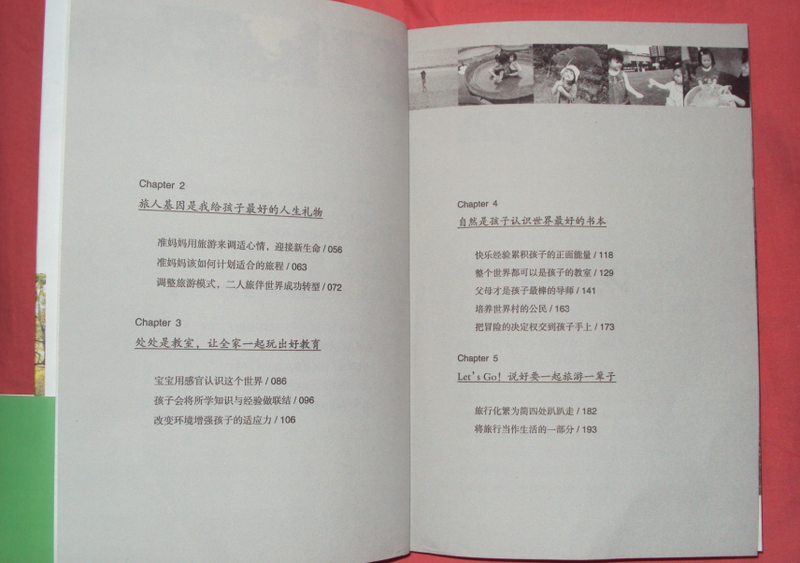 Chapter 2
旅人基因是我给孩子最好的人生礼物
准妈妈用旅游来调适心情，迎接新生命 / 056
准妈妈该如何计划适合的旅程 / 063
调整旅游模式，二人旅伴世界成功转型 / 072
Chapter 3
处处是教室，让全家一起玩出好教育
宝宝用感官认识这个世界 / 086
孩子会将所学知识与经验做联结 / 096
改变环境增强孩子的适应力 / 106
Chapter 4
自然是孩子认识世界最好的书本
快乐经验累积孩子的正面能量 / 118
整个世界都可以是孩子的教室 / 129
父母才是孩子最棒的导师 / 141
培养世界村的公民 / 163
把冒险的决定权交到孩子手上 / 173
Chapter 5
Let's Go！说好要一起旅游一辈子
旅行化繁为简四处趴趴走 / 182
将旅行当作生活的一部分 / 193